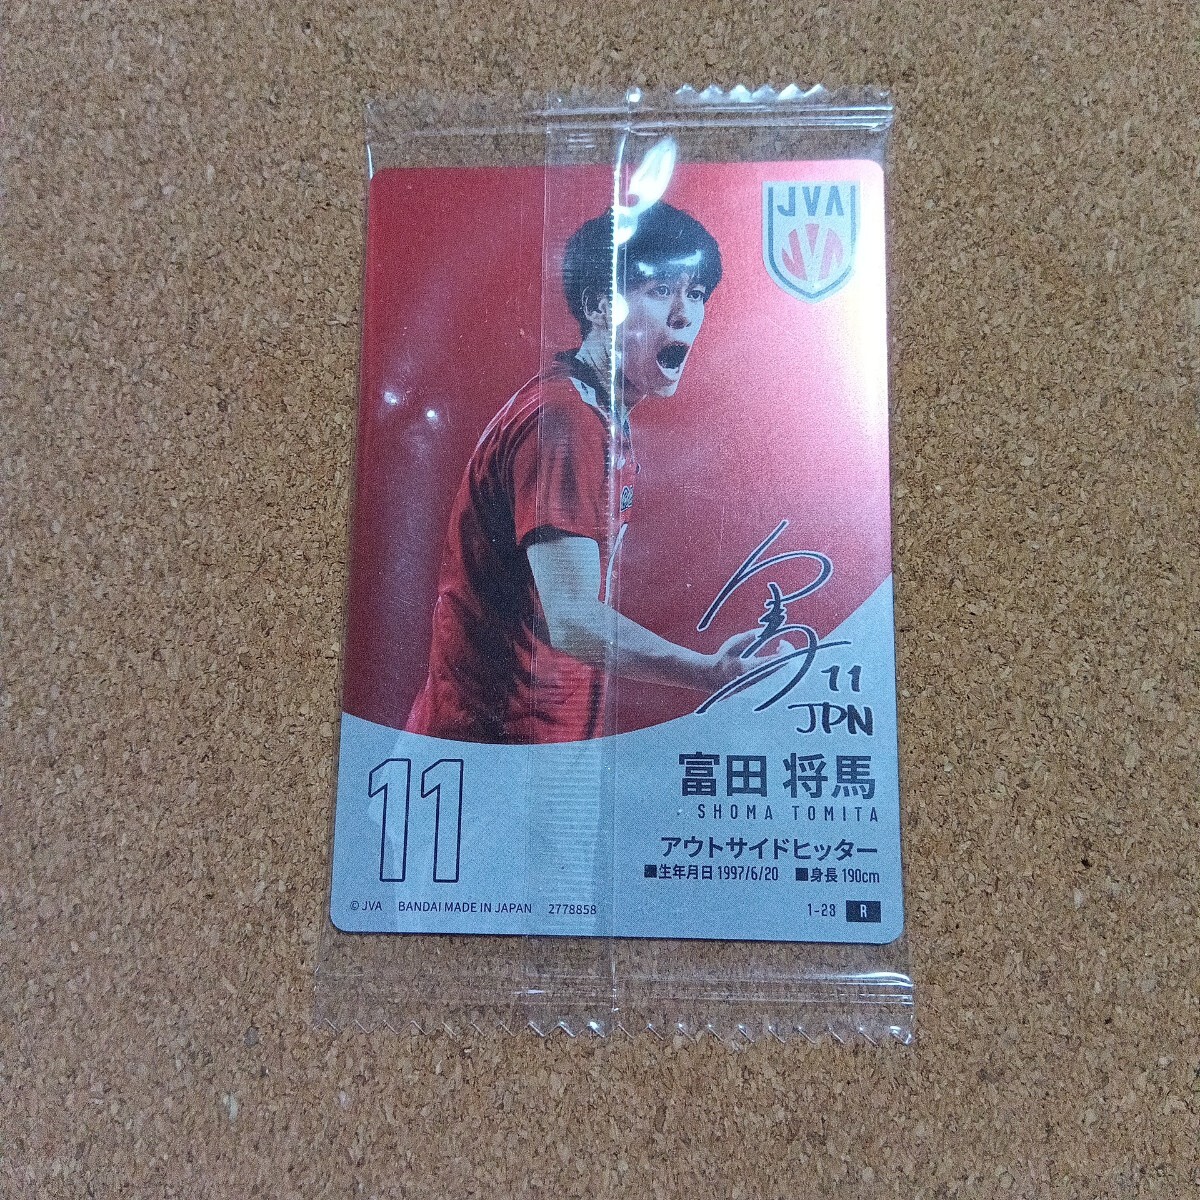 JVA
11
JPN
富田 将馬
SHOMA TOMITA
アウトサイドヒッター
■生年月日 1997/6/20 ■身長 190cm
11
© JVA BANDAI MADE IN JAPAN 2778858
1-23 R